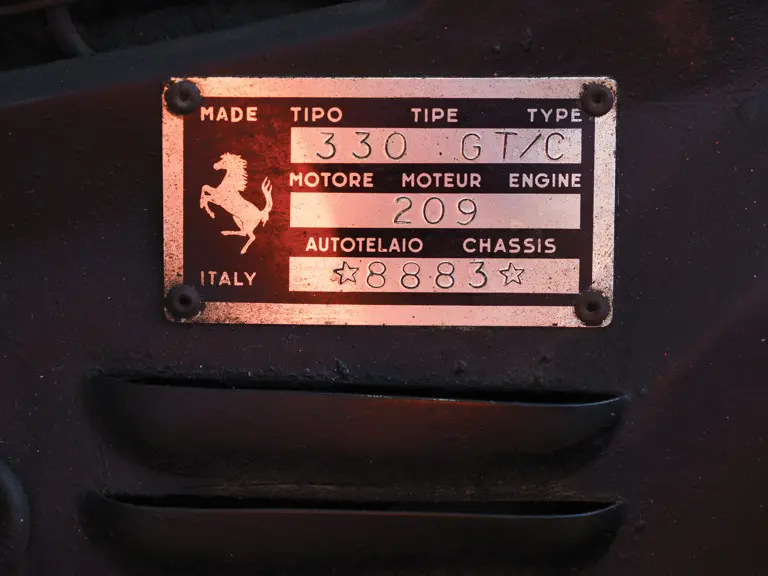 MADE TIPO TIPE TYPE
330 GT/C
MOTORE MOTEUR ENGINE
209
AUTOTELAIO CHASSIS
ITALY ☆8883☆